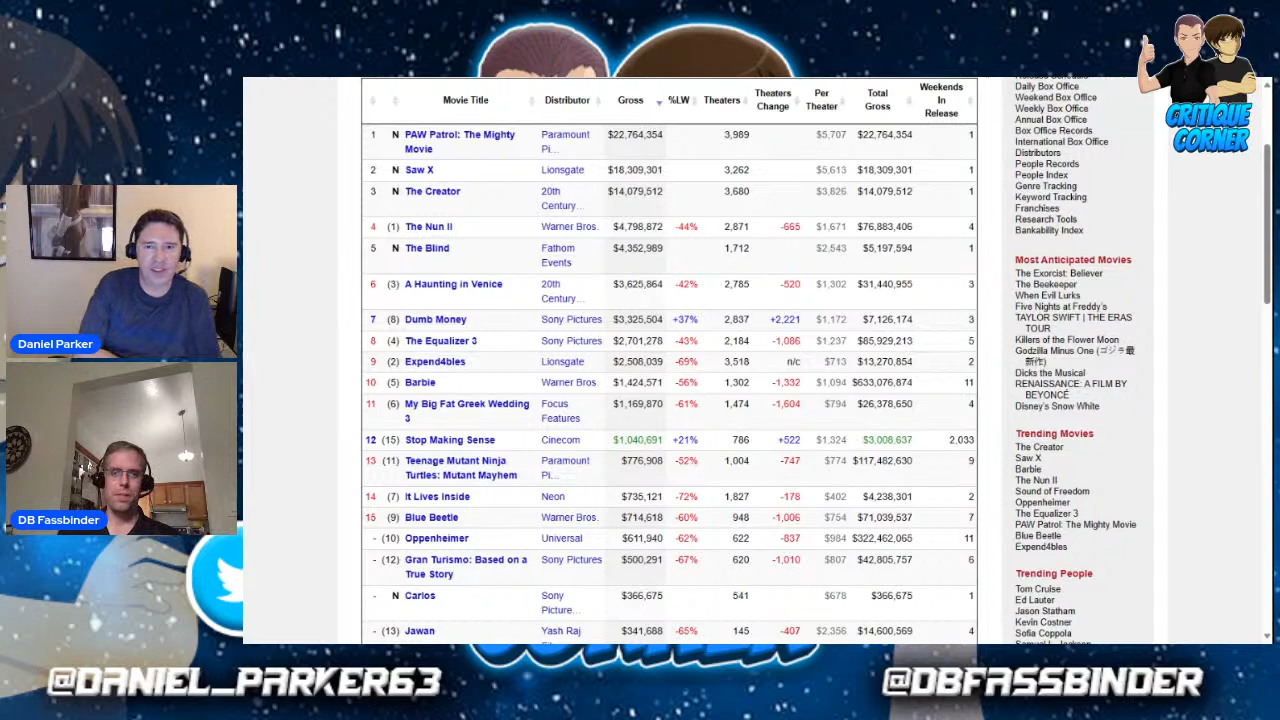 Movie Title Distributor Gross %LW Theaters Theaters Change Per Theater Total Gross Weekends In Release
1 N PAW Patrol: The Mighty Movie Paramount Pi... $22,764,354 3,989 $5,707 $22,764,354 1
2 N Saw X Lionsgate $18,309,301 3,262 $5,613 $18,309,301 1
3 N The Creator 20th Century... $14,079,512 3,680 $3,826 $14,079,512 1
4 (1) The Nun II Warner Bros. $4,798,872 -44% 2,871 -665 $1,671 $76,883,406 4
5 N The Blind Fathom Events $4,352,989 1,712 $2,543 $5,197,594 1
6 (3) A Haunting in Venice 20th Century... $3,625,864 -42% 2,785 -520 $1,302 $31,440,955 3
7 (8) Dumb Money Sony Pictures $3,325,504 +37% 2,837 +2,221 $1,172 $7,126,174 3
8 (4) The Equalizer 3 Sony Pictures $2,701,278 -43% 2,184 -1,086 $1,237 $85,929,213 5
9 (2) Expend4bles Lionsgate $2,508,039 -69% 3,518 n/c $713 $13,270,854 2
10 (5) Barbie Warner Bros. $1,424,571 -56% 1,302 -1,332 $1,094 $633,076,874 11
11 (6) My Big Fat Greek Wedding 3 Focus Features $1,169,870 -61% 1,474 -1,604 $794 $26,378,650 4
12 (15) Stop Making Sense Cinecom $1,040,691 +21% 786 +522 $1,324 $3,008,637 2,033
13 (11) Teenage Mutant Ninja Turtles: Mutant Mayhem Paramount Pi... $776,908 -52% 1,004 -747 $774 $117,482,630 9
14 (7) It Lives Inside Neon $735,121 -72% 1,827 -178 $402 $4,238,301 2
15 (9) Blue Beetle Warner Bros. $714,618 -60% 948 -1,006 $754 $71,039,537 7
- (10) Oppenheimer Universal $611,940 -62% 622 -837 $984 $322,462,065 11
- (12) Gran Turismo: Based on a True Story Sony Pictures $500,291 -67% 620 -1,010 $807 $42,805,757 6
- N Carlos Sony Picture... $366,675 541 $678 $366,675 1
- (13) Jawan Yash Raj $341,688 -65% 145 -407 $2,356 $14,600,569 4
Daily Box Office
Weekend Box Office
Weekly Box Office
Annual Box Office
Box Office Records
International Box Office
Distributors
People Records
People Index
Genre Tracking
Keyword Tracking
Franchises
Research Tools
Bankability Index
Most Anticipated Movies
The Exorcist: Believer
The Beekeeper
When Evil Lurks
Five Nights at Freddy's
TAYLOR SWIFT | THE ERAS
TOUR
Killers of the Flower Moon
Godzilla Minus One (ゴジラ最
新作)
Dicks the Musical
RENAISSANCE: A FILM BY
BEYONCÉ
Disney's Snow White
Trending Movies
The Creator
Saw X
Barbie
The Nun II
Sound of Freedom
Oppenheimer
The Equalizer 3
PAW Patrol: The Mighty Movie
Blue Beetle
Expend4bles
Trending People
Tom Cruise
Ed Lauter
Jason Statham
Kevin Costner
Sofia Coppola
CRITIQUE
CORNER
Daniel Parker
DB Fassbinder
@DANIEL_PARKER63
@DBFASSBINDER